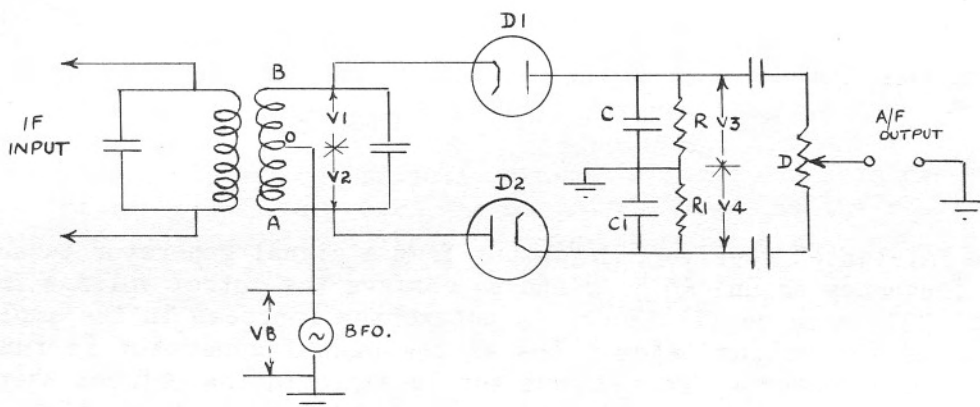 D1
B
IF
INPUT
V1
O
V2
A
D2
C
R
V3
C1
R1
V4
D
A/F
OUTPUT
VB
BFO.